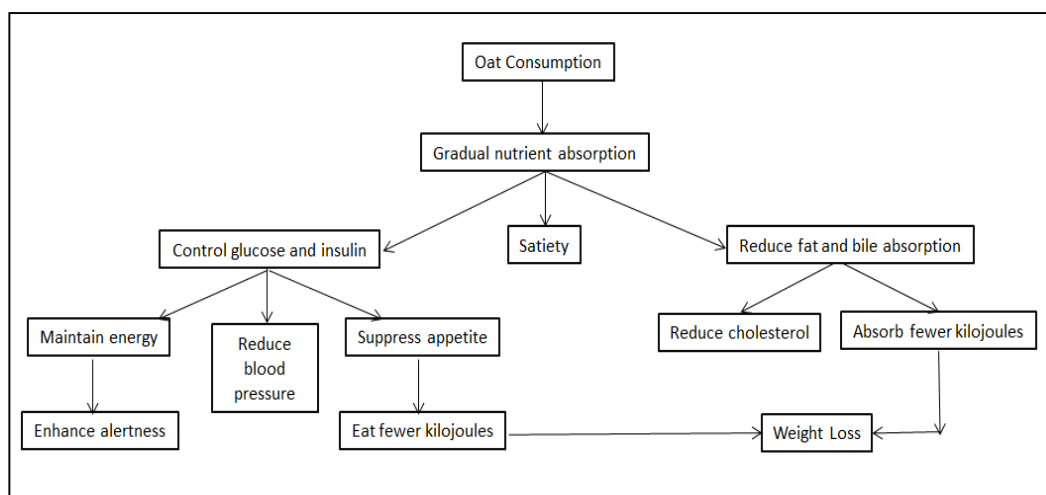 Oat Consumption
Gradual nutrient absorption
Control glucose and insulin
Satiety
Reduce fat and bile absorption
Maintain energy
Reduce
blood
pressure
Suppress appetite
Reduce cholesterol
Absorb fewer kilojoules
Enhance alertness
Eat fewer kilojoules
Weight Loss